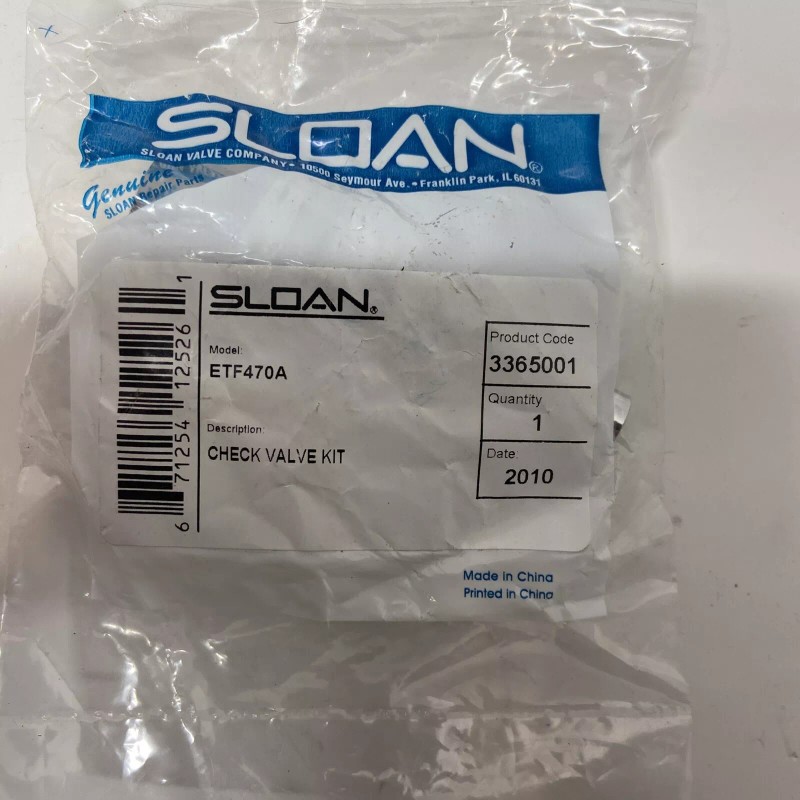 SLOAN®
SLOAN VALVE COMPANY • 10500 Seymour Ave. • Franklin Park, IL 60131
Genuine
SLOAN Repair Parts
SLOAN®
Model:
ETF470A
Description:
CHECK VALVE KIT
Product Code
3365001
Quantity
1
Date:
2010
6 71254 12526 1
Made in China
Printed in China